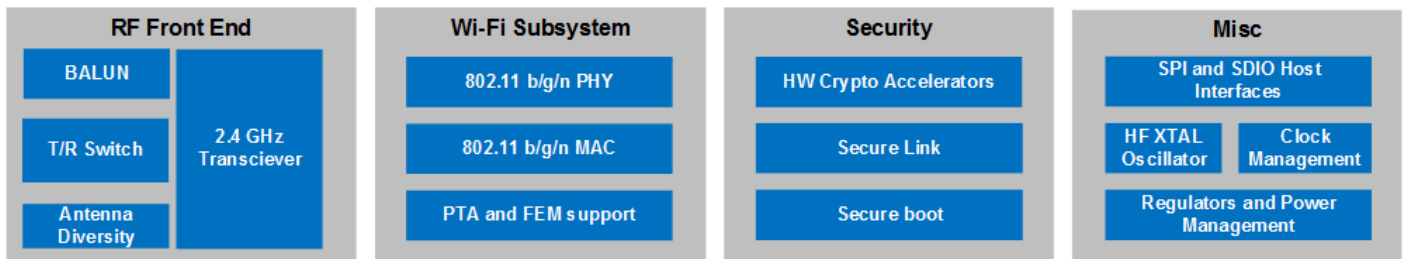 RF Front End
BALUN
T/R Switch
Antenna
Diversity
2.4 GHz
Transciever
Wi-Fi Subsystem
802.11 b/g/n PHY
802.11 b/g/n MAC
PTA and FEM support
Security
HW Crypto Accelerators
Secure Link
Secure boot
Misc
SPI and SDIO Host
Interfaces
HF XTAL
Oscillator
Clock
Management
Regulators and Power
Management